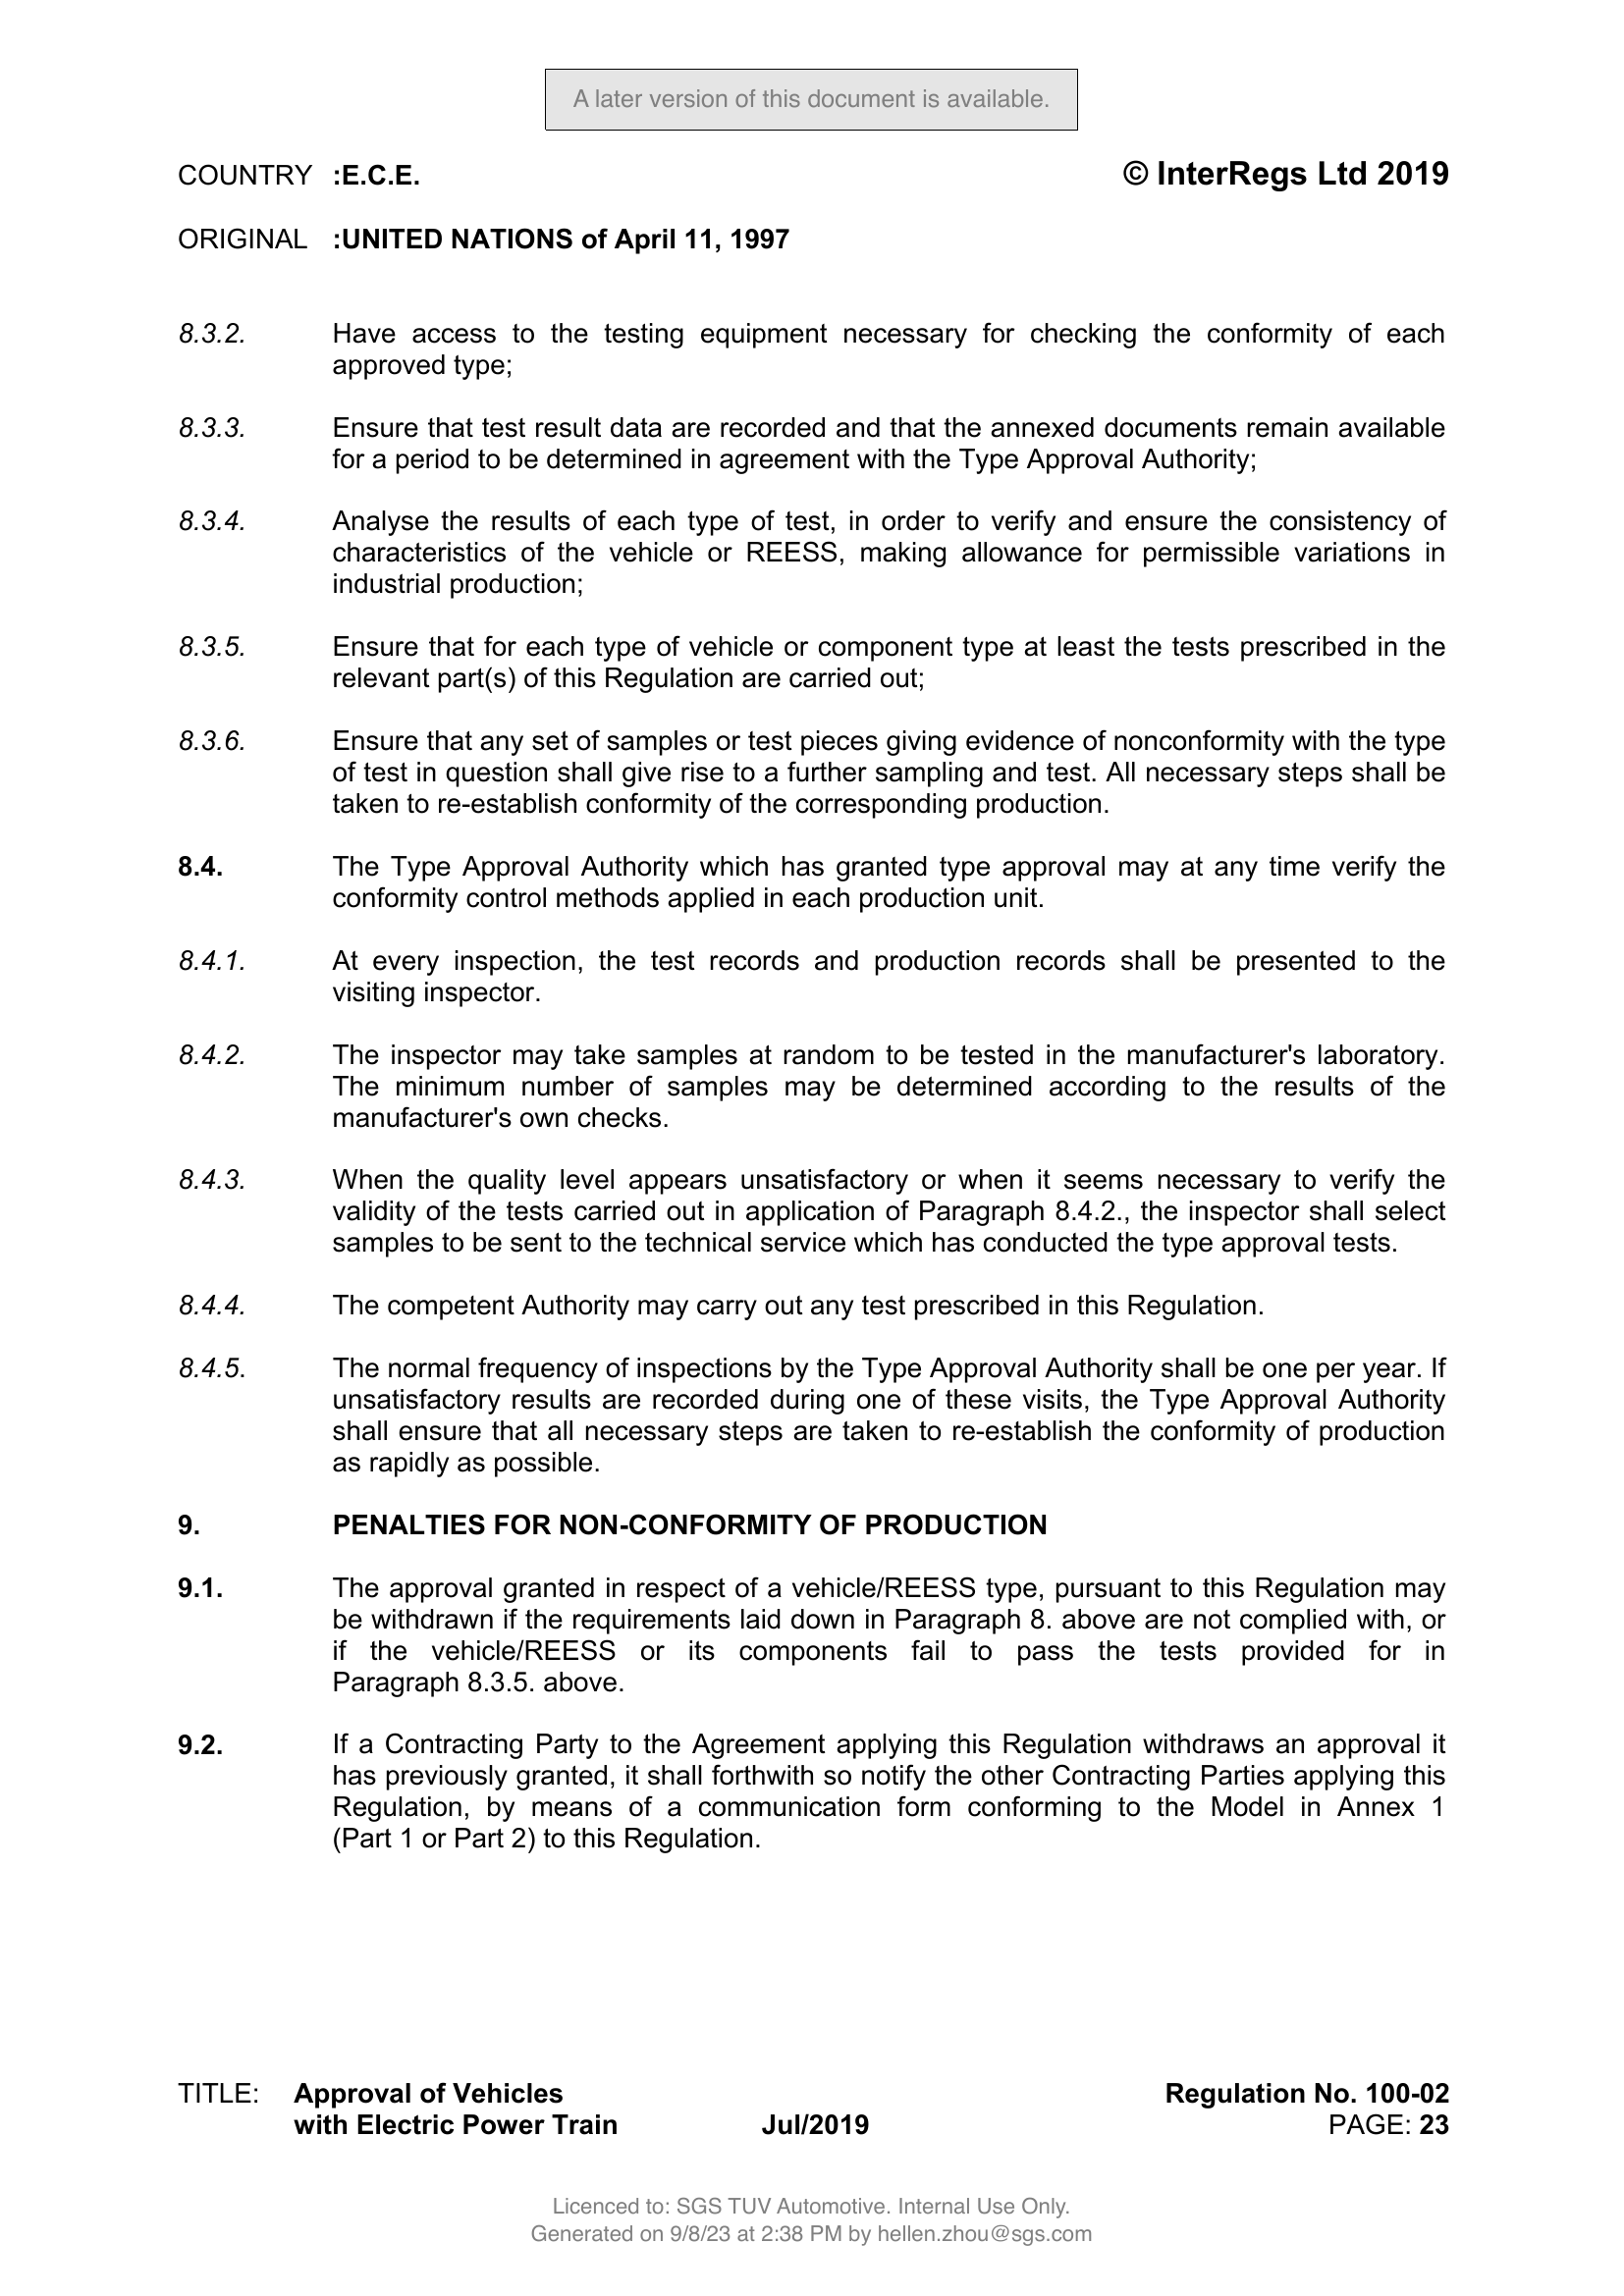 A later version of this document is available.
COUNTRY :E.C.E. © InterRegs Ltd 2019
ORIGINAL :UNITED NATIONS of April 11, 1997
8.3.2. Have access to the testing equipment necessary for checking the conformity of each
approved type;
8.3.3. Ensure that test result data are recorded and that the annexed documents remain available
for a period to be determined in agreement with the Type Approval Authority;
8.3.4. Analyse the results of each type of test, in order to verify and ensure the consistency of
characteristics of the vehicle or REESS, making allowance for permissible variations in
industrial production;
8.3.5. Ensure that for each type of vehicle or component type at least the tests prescribed in the
relevant part(s) of this Regulation are carried out;
8.3.6. Ensure that any set of samples or test pieces giving evidence of nonconformity with the type
of test in question shall give rise to a further sampling and test. All necessary steps shall be
taken to re-establish conformity of the corresponding production.
8.4. The Type Approval Authority which has granted type approval may at any time verify the
conformity control methods applied in each production unit.
8.4.1. At every inspection, the test records and production records shall be presented to the
visiting inspector.
8.4.2. The inspector may take samples at random to be tested in the manufacturer's laboratory.
The minimum number of samples may be determined according to the results of the
manufacturer's own checks.
8.4.3. When the quality level appears unsatisfactory or when it seems necessary to verify the
validity of the tests carried out in application of Paragraph 8.4.2., the inspector shall select
samples to be sent to the technical service which has conducted the type approval tests.
8.4.4. The competent Authority may carry out any test prescribed in this Regulation.
8.4.5. The normal frequency of inspections by the Type Approval Authority shall be one per year. If
unsatisfactory results are recorded during one of these visits, the Type Approval Authority
shall ensure that all necessary steps are taken to re-establish the conformity of production
as rapidly as possible.
9. PENALTIES FOR NON-CONFORMITY OF PRODUCTION
9.1. The approval granted in respect of a vehicle/REESS type, pursuant to this Regulation may
be withdrawn if the requirements laid down in Paragraph 8. above are not complied with, or
if the vehicle/REESS or its components fail to pass the tests provided for in
Paragraph 8.3.5. above.
9.2. If a Contracting Party to the Agreement applying this Regulation withdraws an approval it
has previously granted, it shall forthwith so notify the other Contracting Parties applying this
Regulation, by means of a communication form conforming to the Model in Annex 1
(Part 1 or Part 2) to this Regulation.
TITLE: Approval of Vehicles Regulation No. 100-02
with Electric Power Train Jul/2019 PAGE: 23
Licenced to: SGS TUV Automotive. Internal Use Only.
Generated on 9/8/23 at 2:38 PM by hellen.zhou@sgs.com